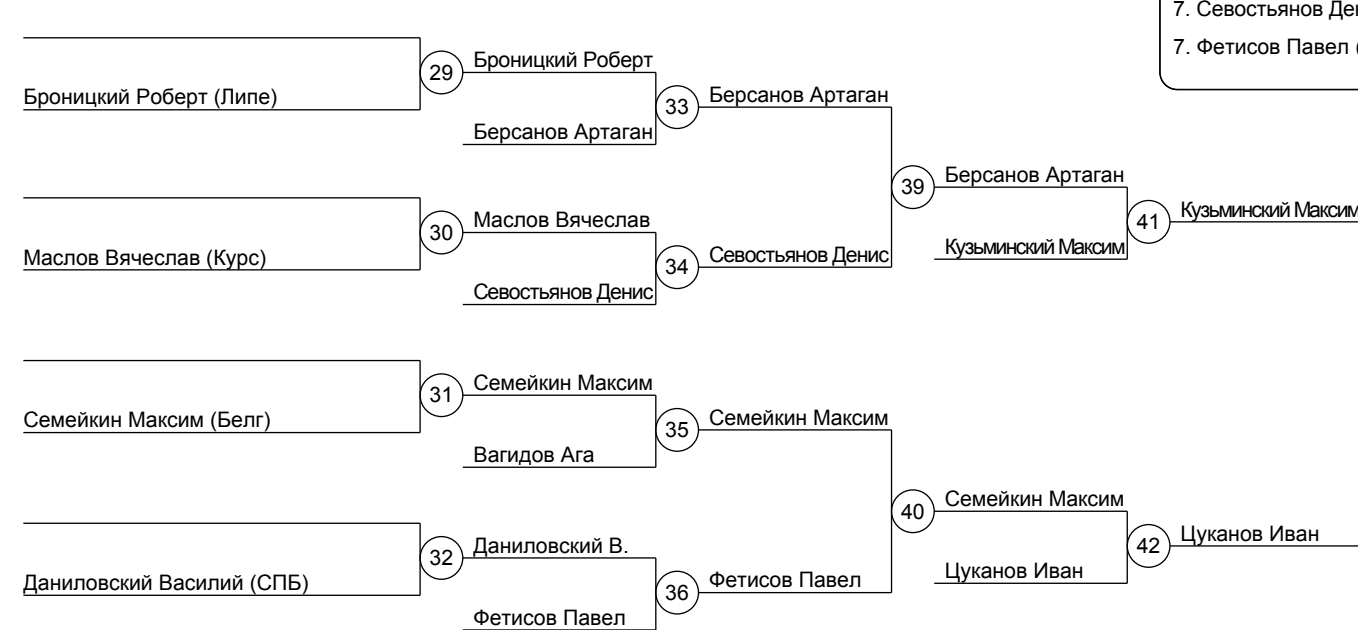 7. Севостьянов Де
7. Фетисов Павел (
Броницкий Роберт
29
Броницкий Роберт (Липе)
Берсанов Артаган
33
Берсанов Артаган
Берсанов Артаган
39
Маслов Вячеслав
30
Маслов Вячеслав (Курс)
Севостьянов Денис
34
Севостьянов Денис
Кузьминский Максим
41
Кузьминский Максим
Семейкин Максим
31
Семейкин Максим (Белг)
Семейкин Максим
35
Вагидов Ага
Семейкин Максим
40
Даниловский В.
32
Цуканов Иван
42
Цуканов Иван
Даниловский Василий (СПБ)
Фетисов Павел
36
Фетисов Павел